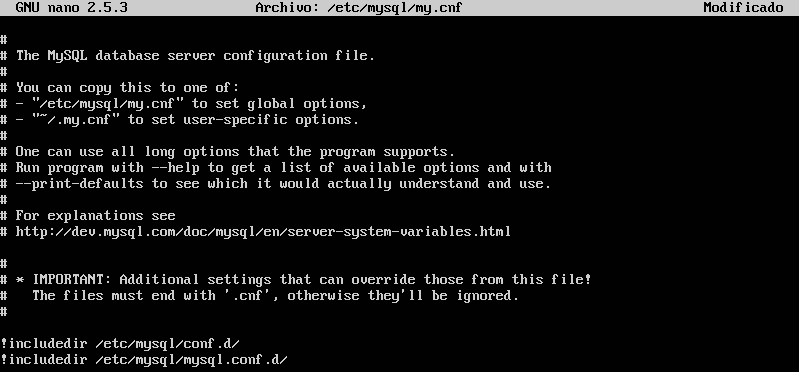 GNU nano 2.5.3 Archivo: /etc/mysql/my.cnf Modificado
#
# The MySQL database server configuration file.
#
# You can copy this to one of:
# - "/etc/mysql/my.cnf" to set global options,
# - "~/.my.cnf" to set user-specific options.
#
# One can use all long options that the program supports.
# Run program with --help to get a list of available options and with
# --print-defaults to see which it would actually understand and use.
#
# For explanations see
# http://dev.mysql.com/doc/mysql/en/server-system-variables.html
#
# * IMPORTANT: Additional settings that can override those from this file!
#   The files must end with '.cnf', otherwise they'll be ignored.
#
!includedir /etc/mysql/conf.d/
!includedir /etc/mysql/mysql.conf.d/